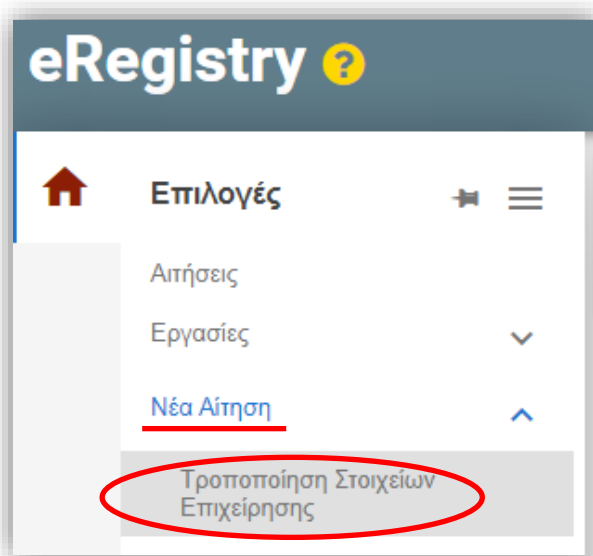 eRegistry ?
Επιλογές
Αιτήσεις
Εργασίες
Νέα Αίτηση
Τροποποίηση Στοιχείων
Επιχείρησης